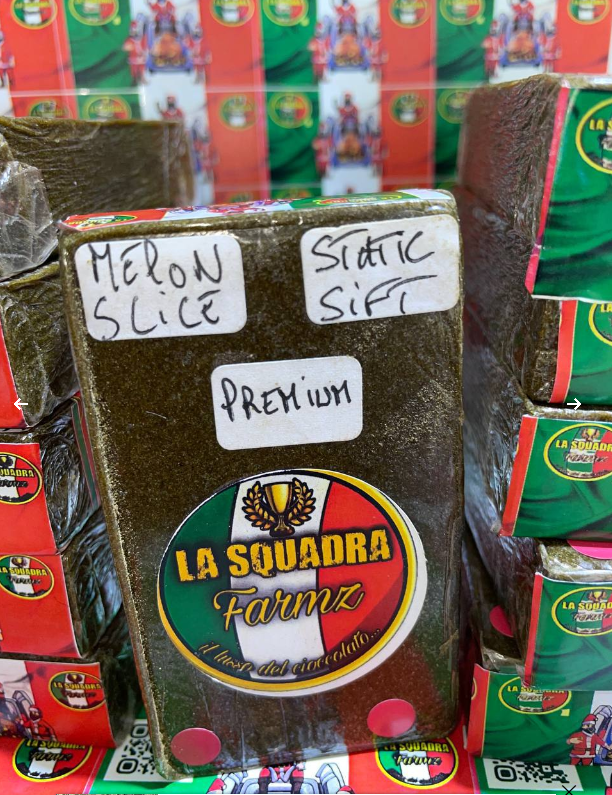 MELON
SLICE
STATIC
SIFT
PREMIUM
LA SQUADRA
Farmz
il lusso del cioccolato...